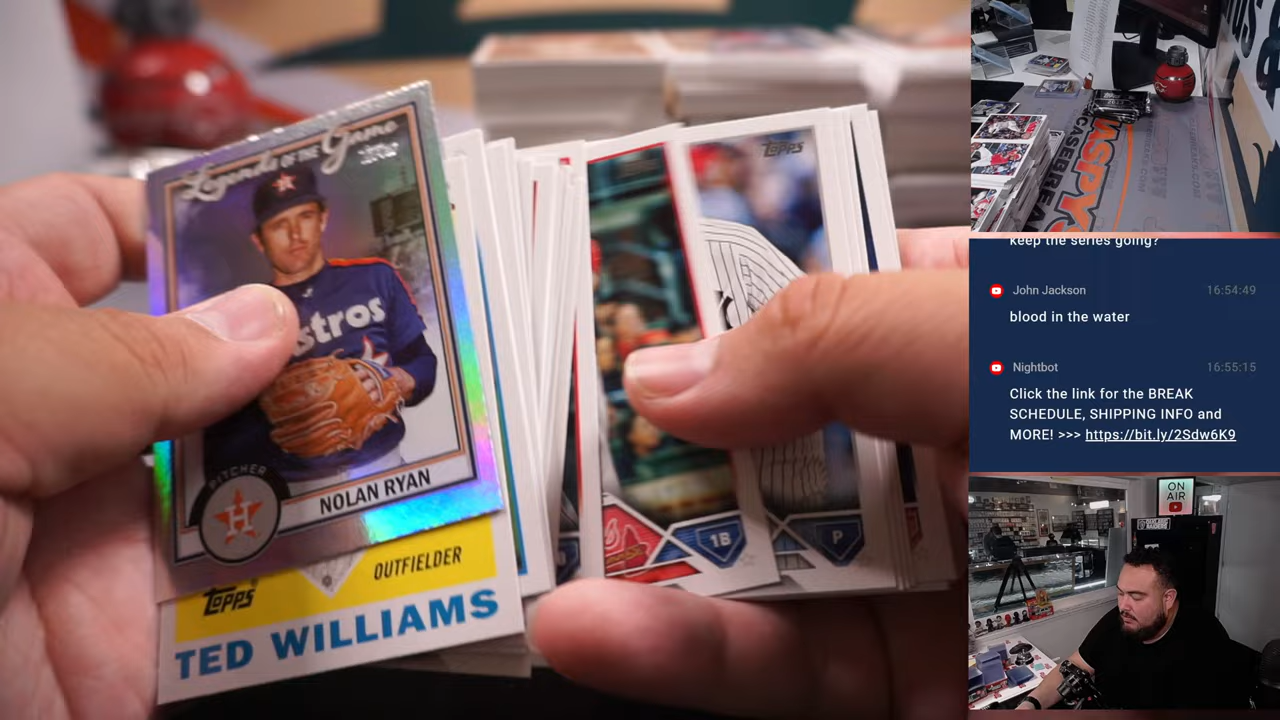 Legends OF THE Game
stros
PITCHER
H
NOLAN RYAN
TOPPS
OUTFIELDER
TED WILLIAMS
TOPPS
1B
P
CASEBREA
keep the series going?
John Jackson 16:54:49
blood in the water
Nightbot 16:55:15
Click the link for the BREAK
SCHEDULE, SHIPPING INFO and
MORE! >>> https://bit.ly/2Sdw6K9
ON
AIR